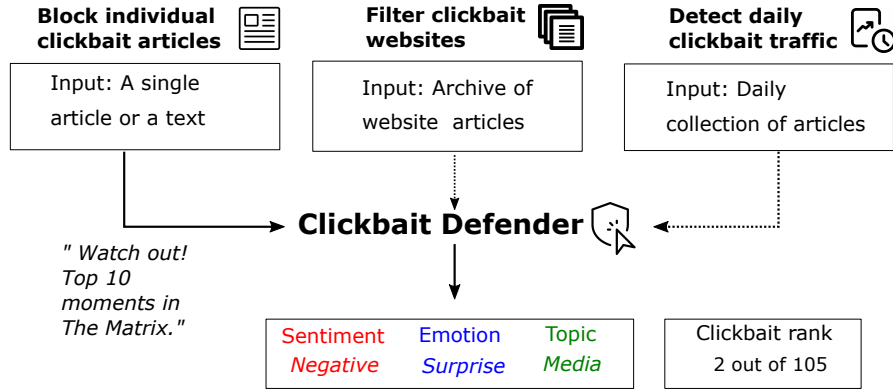 Block individual
clickbait articles
Filter clickbait
websites
Detect daily
clickbait traffic
Input: A single
article or a text
Input: Archive of
website articles
Input: Daily
collection of articles
Clickbait Defender
" Watch out!
Top 10
moments in
The Matrix."
Sentiment Emotion Topic
Negative Surprise Media
Clickbait rank
2 out of 105